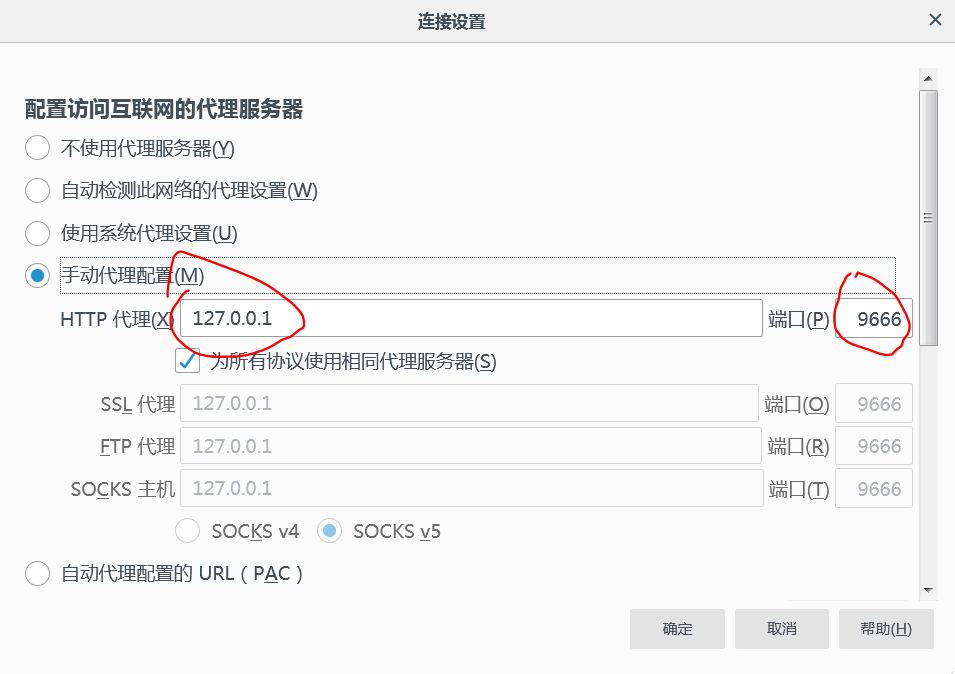 连接设置
配置访问互联网的代理服务器
不使用代理服务器(Y)
自动检测此网络的代理设置(W)
使用系统代理设置(U)
手动代理配置(M)
HTTP 代理(X) 127.0.0.1 端口(P) 9666
为所有协议使用相同代理服务器(S)
SSL 代理 127.0.0.1 端口(O) 9666
FTP 代理 127.0.0.1 端口(R) 9666
SOCKS 主机 127.0.0.1 端口(T) 9666
SOCKS v4 SOCKS v5
自动代理配置的 URL（PAC）
确定 取消 帮助(H)